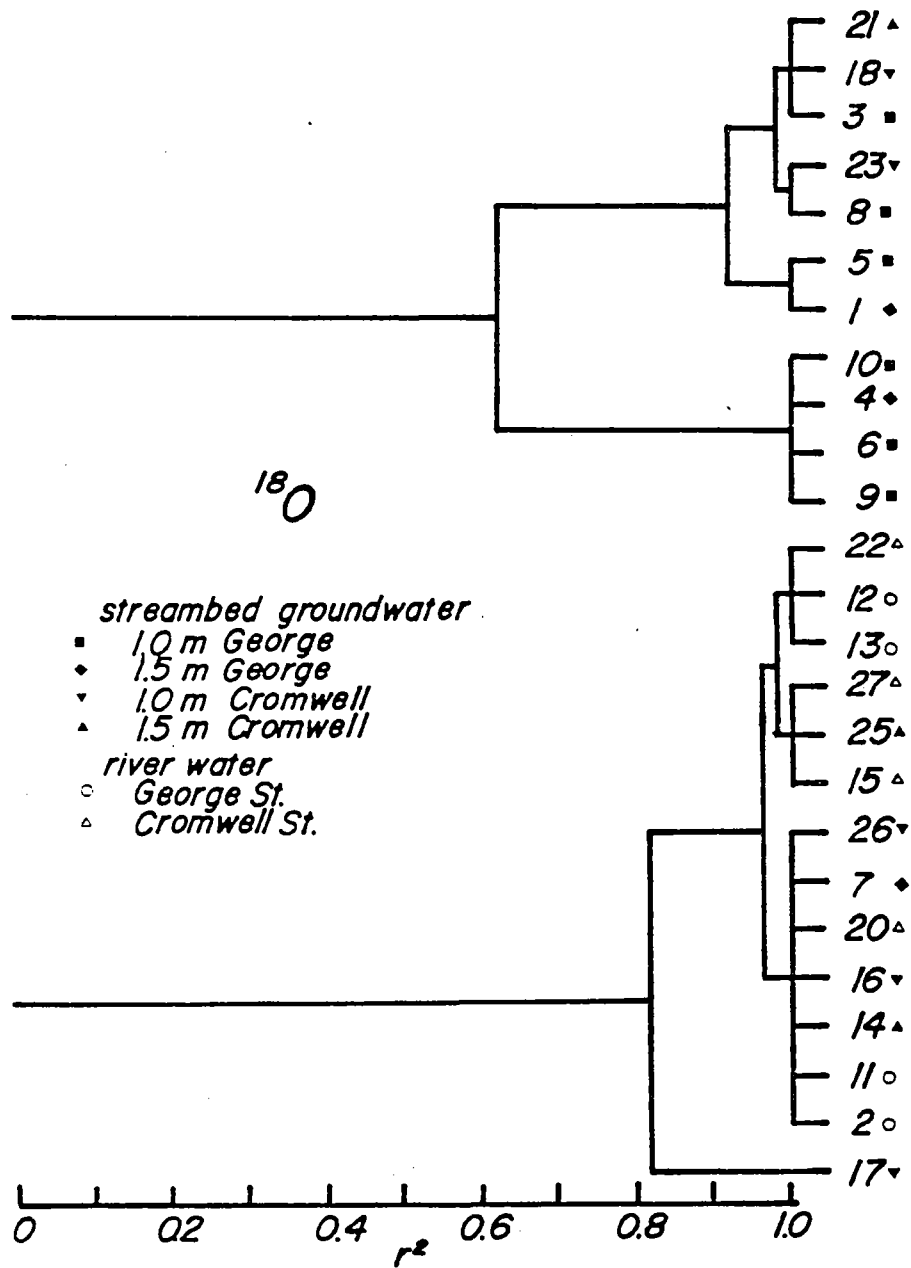 21 ▲
18 ▼
3 ■
23 ▼
8 ■
5 ■
1 ◆
10 ■
4 ◆
6 ■
9 ■
18O
22 △
12 ○
13 ○
27 △
25 ▲
15 △
26 ▼
7 ◆
20 △
16 ▼
14 ▲
11 ○
2 ○
17 ▼
streambed groundwater
■ 1.0 m George
◆ 1.5 m George
▼ 1.0 m Cromwell
▲ 1.5 m Cromwell
river water
○ George St.
△ Cromwell St.
0 0.2 0.4 0.6 0.8 1.0
r²